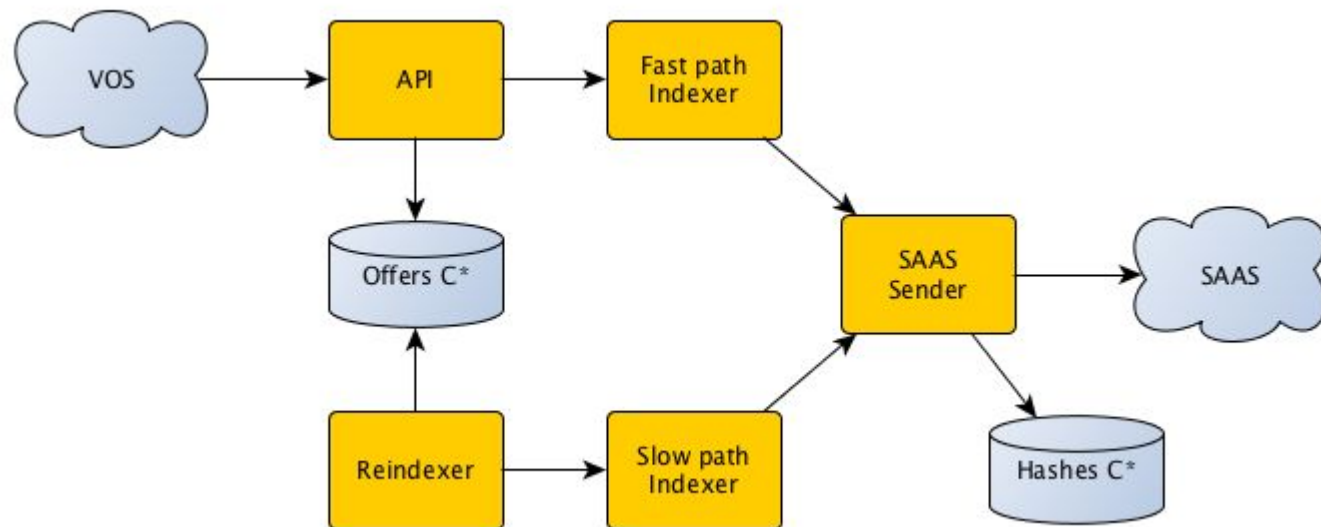 VOS
API
Fast path
Indexer
Offers C*
SAAS
Sender
SAAS
Reindexer
Slow path
Indexer
Hashes C*